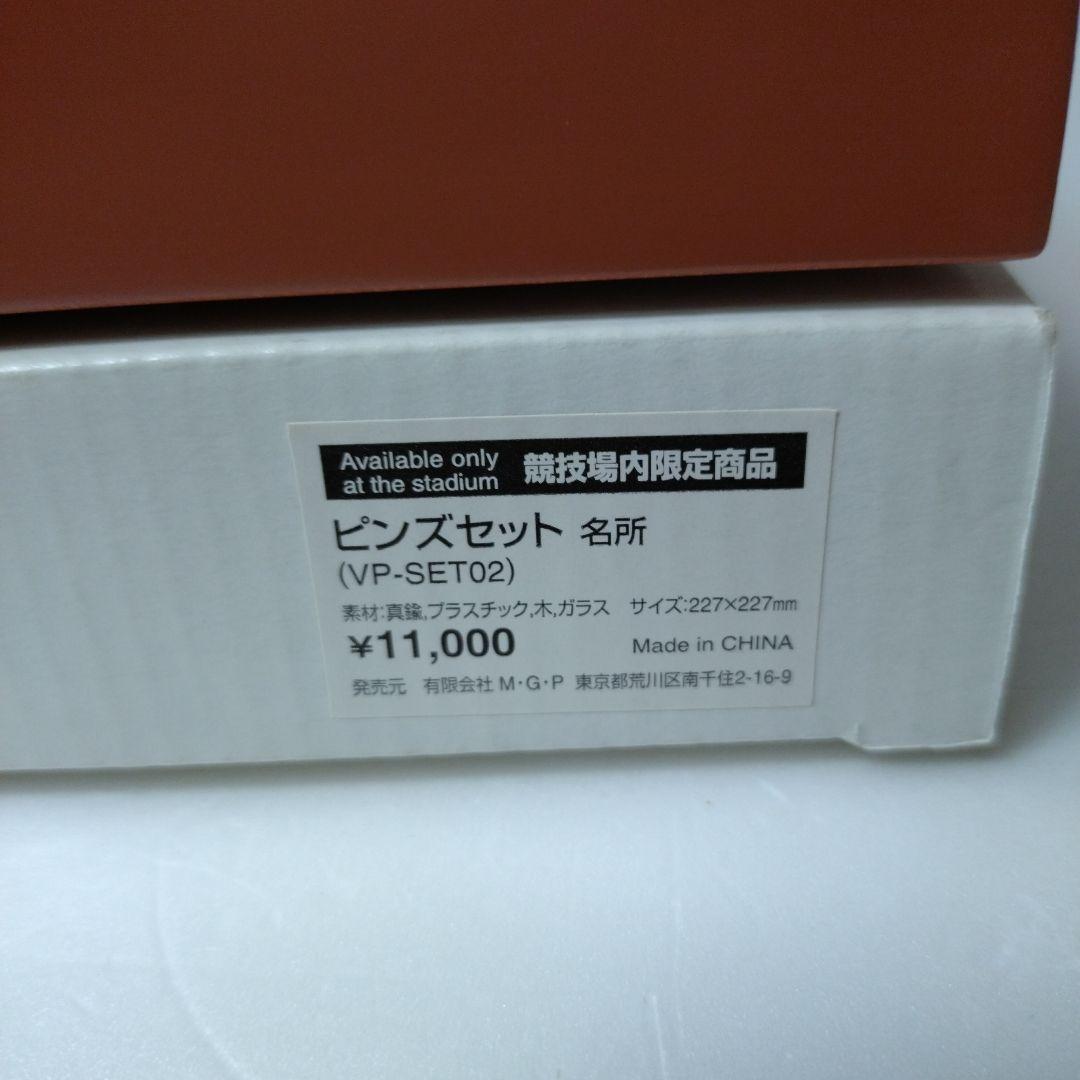 Available only
at the stadium
競技場内限定商品
ピンズセット 名所
(VP-SET02)
素材:真鍮,プラスチック,木,ガラス サイズ:227×227mm
¥11,000 Made in CHINA
発売元 有限会社 M・G・P 東京都荒川区南千住2-16-9